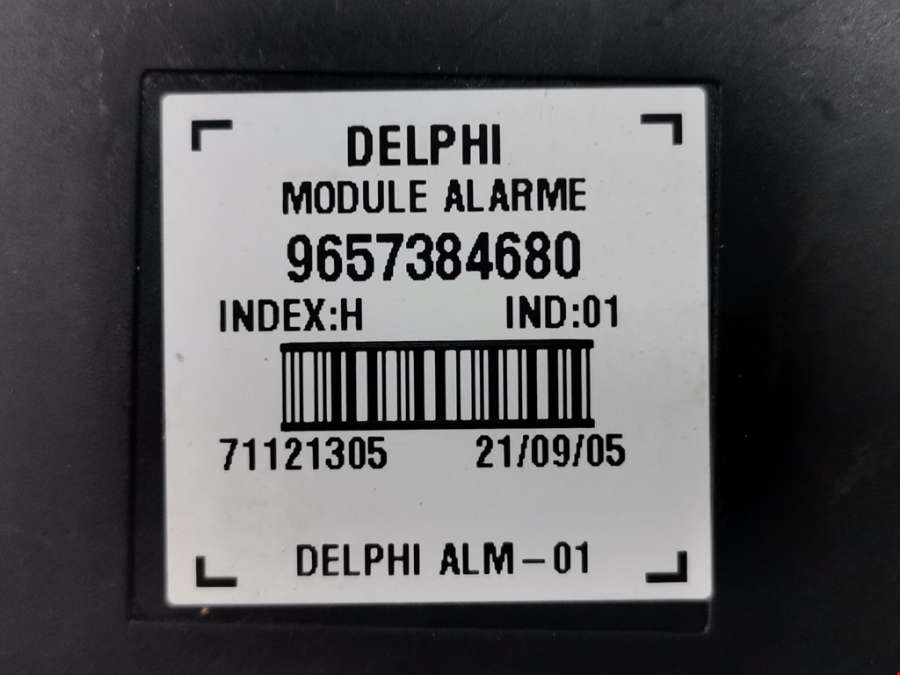 DELPHI
MODULE ALARME
9657384680
INDEX:H IND:01
71121305 21/09/05
DELPHI ALM-01